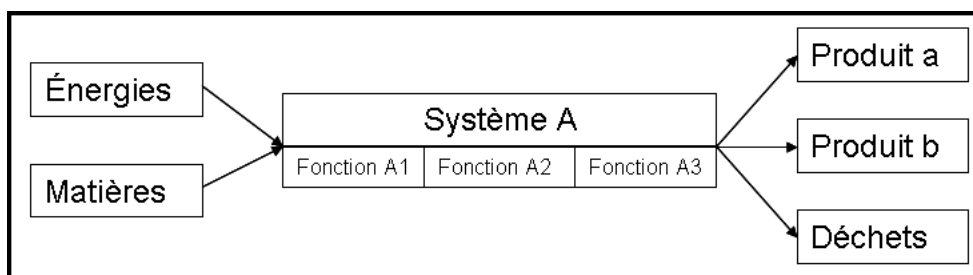 Énergies
Matières
Système A
Fonction A1
Fonction A2
Fonction A3
Produit a
Produit b
Déchets